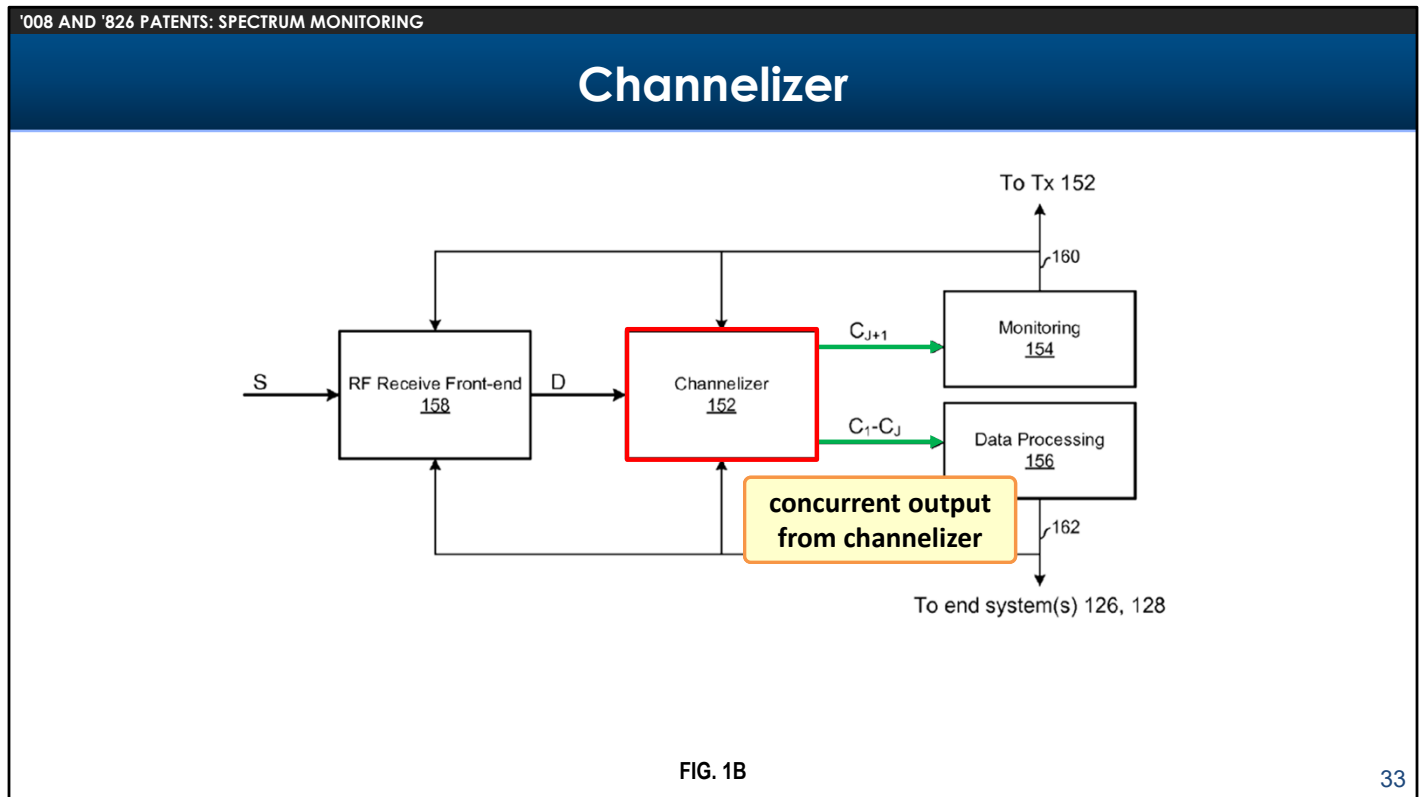 '008 AND '826 PATENTS: SPECTRUM MONITORING
Channelizer
To Tx 152
160
C_{J+1}
Monitoring
154
S
RF Receive Front-end
158
D
Channelizer
152
C₁-C_J
Data Processing
156
concurrent output
from channelizer
162
To end system(s) 126, 128
FIG. 1B
33